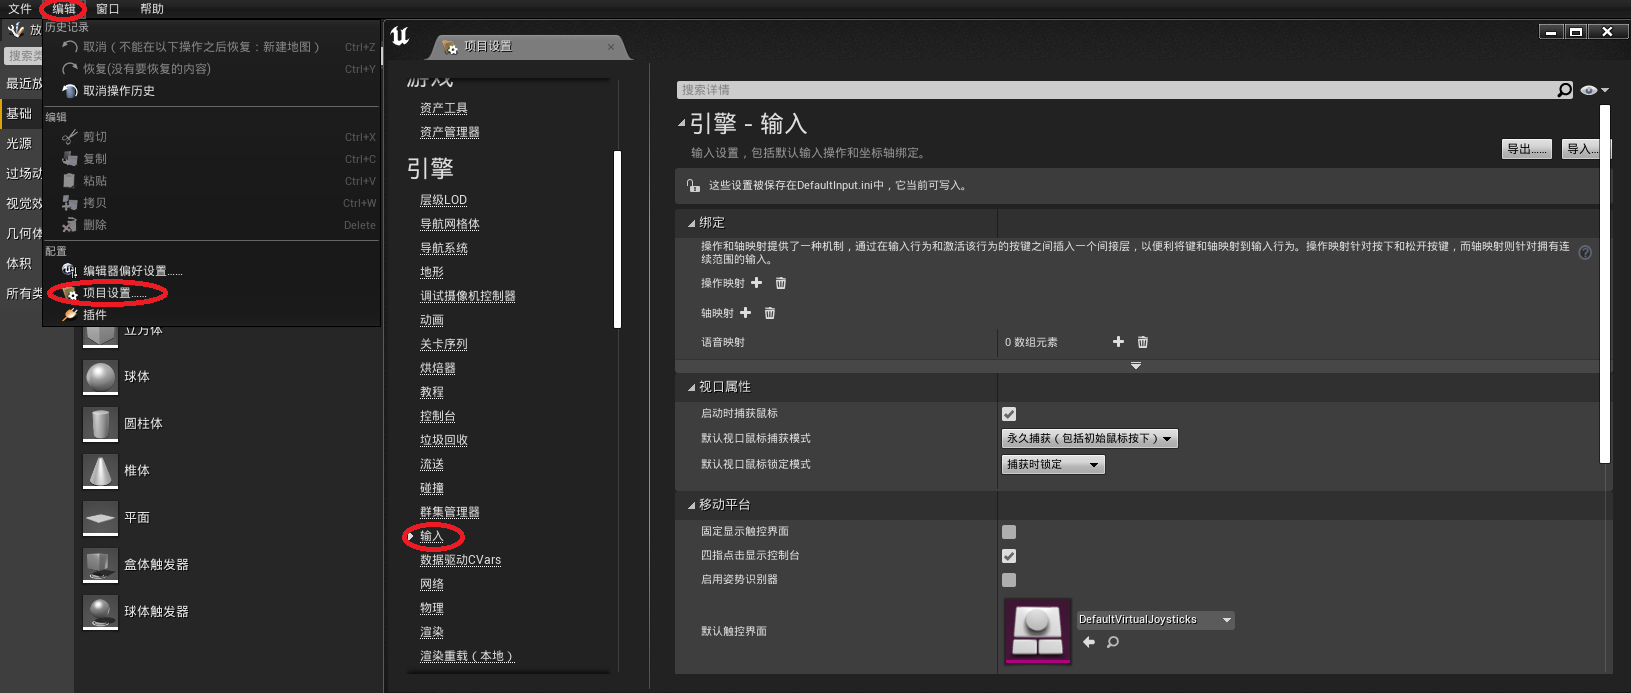 文件 编辑 窗口 帮助
放
搜索类
最近放
基础
光源
过场动
视觉效
几何体
体积
所有类
历史记录
取消（不能在以下操作之后恢复：新建地图） Ctrl+Z
恢复(没有要恢复的内容) Ctrl+Y
取消操作历史
编辑
剪切 Ctrl+X
复制 Ctrl+C
粘贴 Ctrl+V
拷贝 Ctrl+W
删除 Delete
配置
编辑器偏好设置......
项目设置......
插件
立方体
球体
圆柱体
椎体
平面
盒体触发器
球体触发器
项目设置
游戏
资产工具
资产管理器
引擎
层级LOD
导航网格体
导航系统
地形
调试摄像机控制器
动画
关卡序列
烘焙器
教程
控制台
垃圾回收
流送
碰撞
群集管理器
输入
数据驱动CVars
网络
物理
渲染
渲染重载（本地）
搜索详情
引擎 - 输入
输入设置，包括默认输入操作和坐标轴绑定。
导出...... 导入...
这些设置被保存在DefaultInput.ini中，它当前可写入。
绑定
操作和轴映射提供了一种机制，通过在输入行为和激活该行为的按键之间插入一个间接层，以便利将键和轴映射到输入行为。操作映射针对按下和松开按键，而轴映射则针对拥有连
续范围的输入。
操作映射
轴映射
语音映射 0 数组元素
视口属性
启动时捕获鼠标
默认视口鼠标捕获模式 永久捕获（包括初始鼠标按下）
默认视口鼠标锁定模式 捕获时锁定
移动平台
固定显示触控界面
四指点击显示控制台
启用姿势识别器
默认触控界面 DefaultVirtualJoysticks